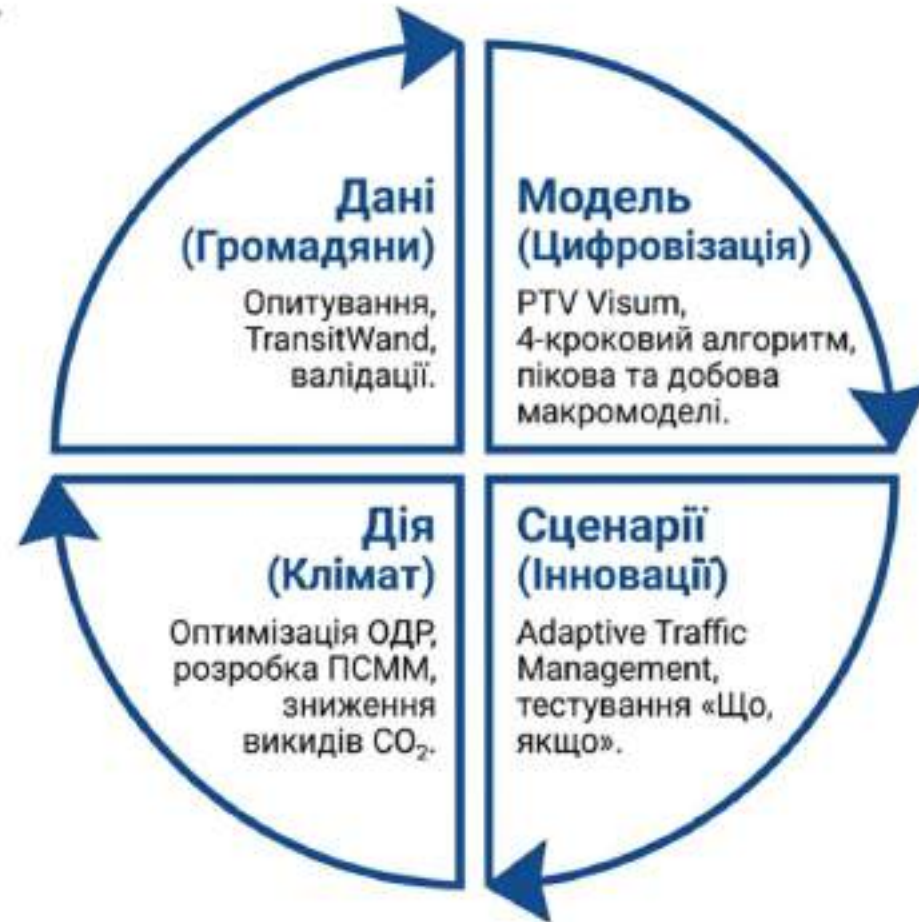 Дані
(Громадяни)
Опитування,
TransitWand,
валідації.
Модель
(Цифровізація)
PTV Visum,
4-кроковий алгоритм,
пікова та добова
макромоделі.
Дія
(Клімат)
Оптимізація ОДР,
розробка ПСММ,
зниження
викидів CO₂.
Сценарії
(Інновації)
Adaptive Traffic
Management,
тестування «Що,
якщо».